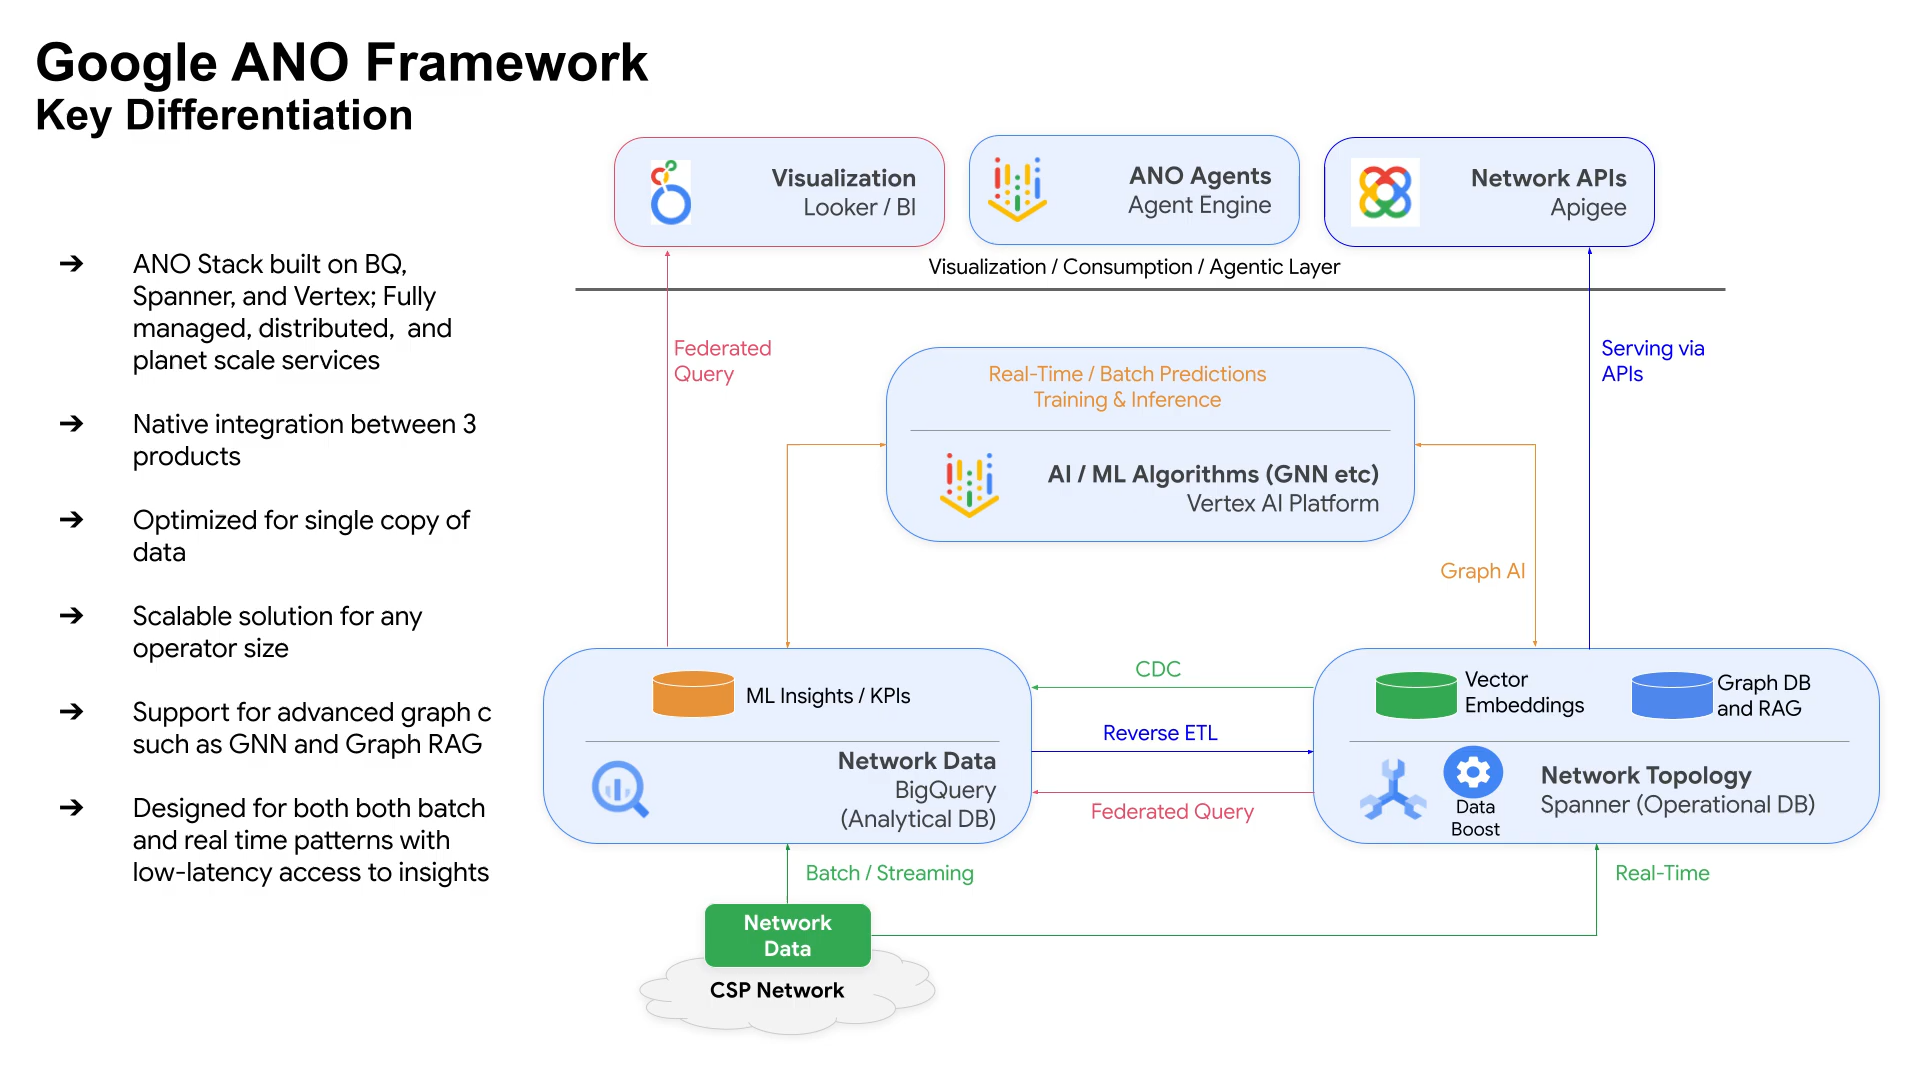 Google ANO Framework
Key Differentiation
➔ ANO Stack built on BQ,
Spanner, and Vertex; Fully
managed, distributed,  and
planet scale services
➔ Native integration between 3
products
➔ Optimized for single copy of
data
➔ Scalable solution for any
operator size
➔ Support for advanced graph c
such as GNN and Graph RAG
➔ Designed for both both batch
and real time patterns with
low-latency access to insights
Visualization
Looker / BI
ANO Agents
Agent Engine
Network APIs
Apigee
Visualization / Consumption / Agentic Layer
Federated
Query
Serving via
APIs
Real-Time / Batch Predictions
Training & Inference
AI / ML Algorithms (GNN etc)
Vertex AI Platform
Graph AI
ML Insights / KPIs
Network Data
BigQuery
(Analytical DB)
CDC
Reverse ETL
Federated Query
Vector
Embeddings
Graph DB
and RAG
Data
Boost
Network Topology
Spanner (Operational DB)
Batch / Streaming
Real-Time
Network
Data
CSP Network